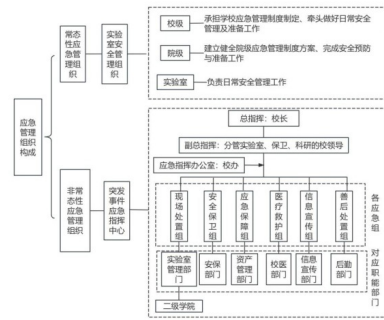 应急管理组织构成
常态性应急管理组织
实验室安全管理组织
校级
承担学校应急管理制度制定、牵头做好日常安全
管理及准备工作
院级
建立健全院级应急管理制度方案、完成安全预防
与准备工作
实验室
负责日常安全管理工作
非常态性应急管理组织
突发事件应急指挥中心
总指挥：校长
副总指挥：分管实验室、保卫、科研的校领导
应急指挥办公室：校办
现场处置组
安全保卫组
应急保障组
医疗救护组
信息宣传组
善后处置组
各应急组
实验室管理部门
安保部门
资产管理部门
校医部门
信息宣传部门
后勤部门
对应职能部门
二级学院